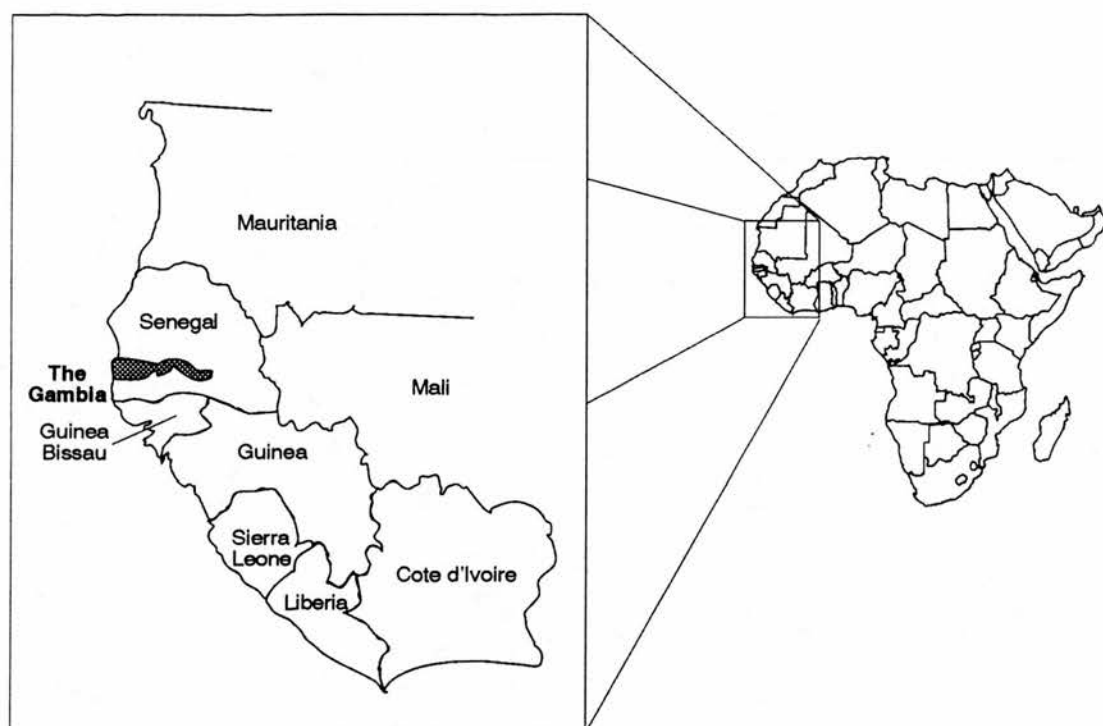 Mauritania
Senegal
The
Gambia
Mali
Guinea
Bissau
Guinea
Sierra
Leone
Cote d'Ivoire
Liberia